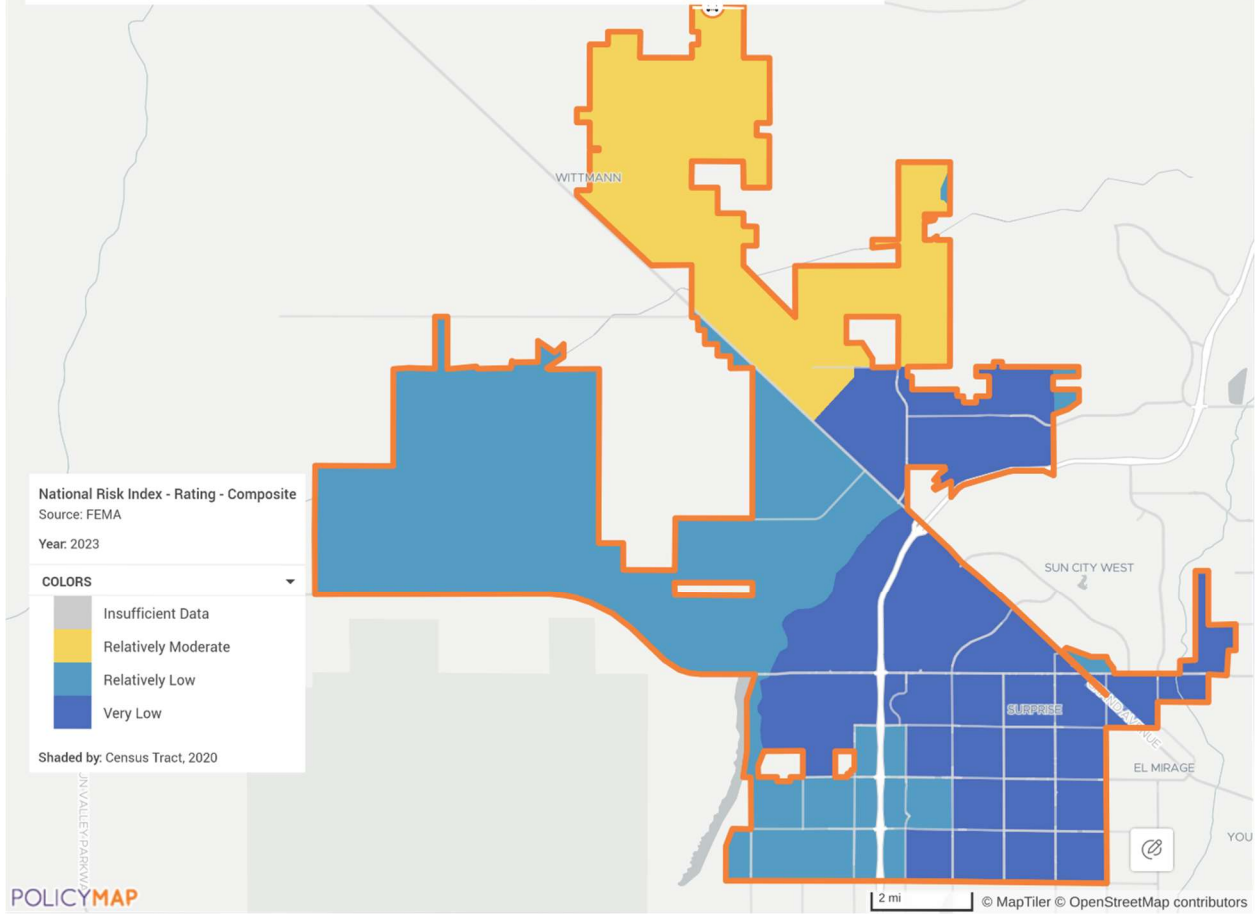 WITTMANN
National Risk Index - Rating - Composite
Source: FEMA
Year: 2023
COLORS
Insufficient Data
Relatively Moderate
Relatively Low
Very Low
Shaded by: Census Tract, 2020
SUN CITY WEST
SURPRISE
EL MIRAGE
YOU
POLICYMAP
2 mi
© MapTiler © OpenStreetMap contributors